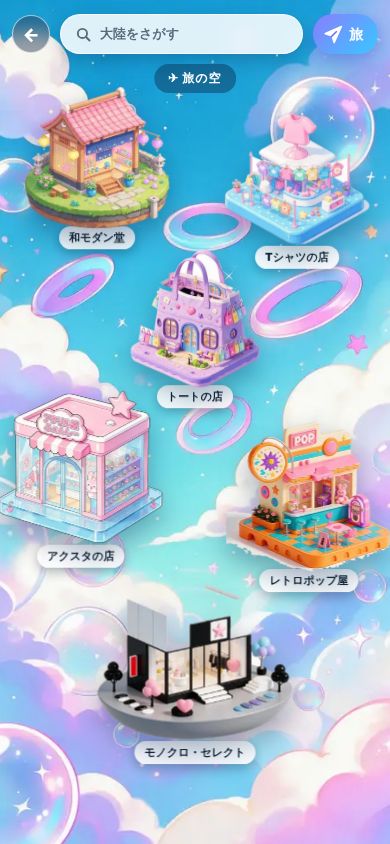 大陸をさがす
旅
✈ 旅の空
和モダン堂
Tシャツの店
トートの店
POP
アクスタの店
レトロポップ屋
モノクロ・セレクト